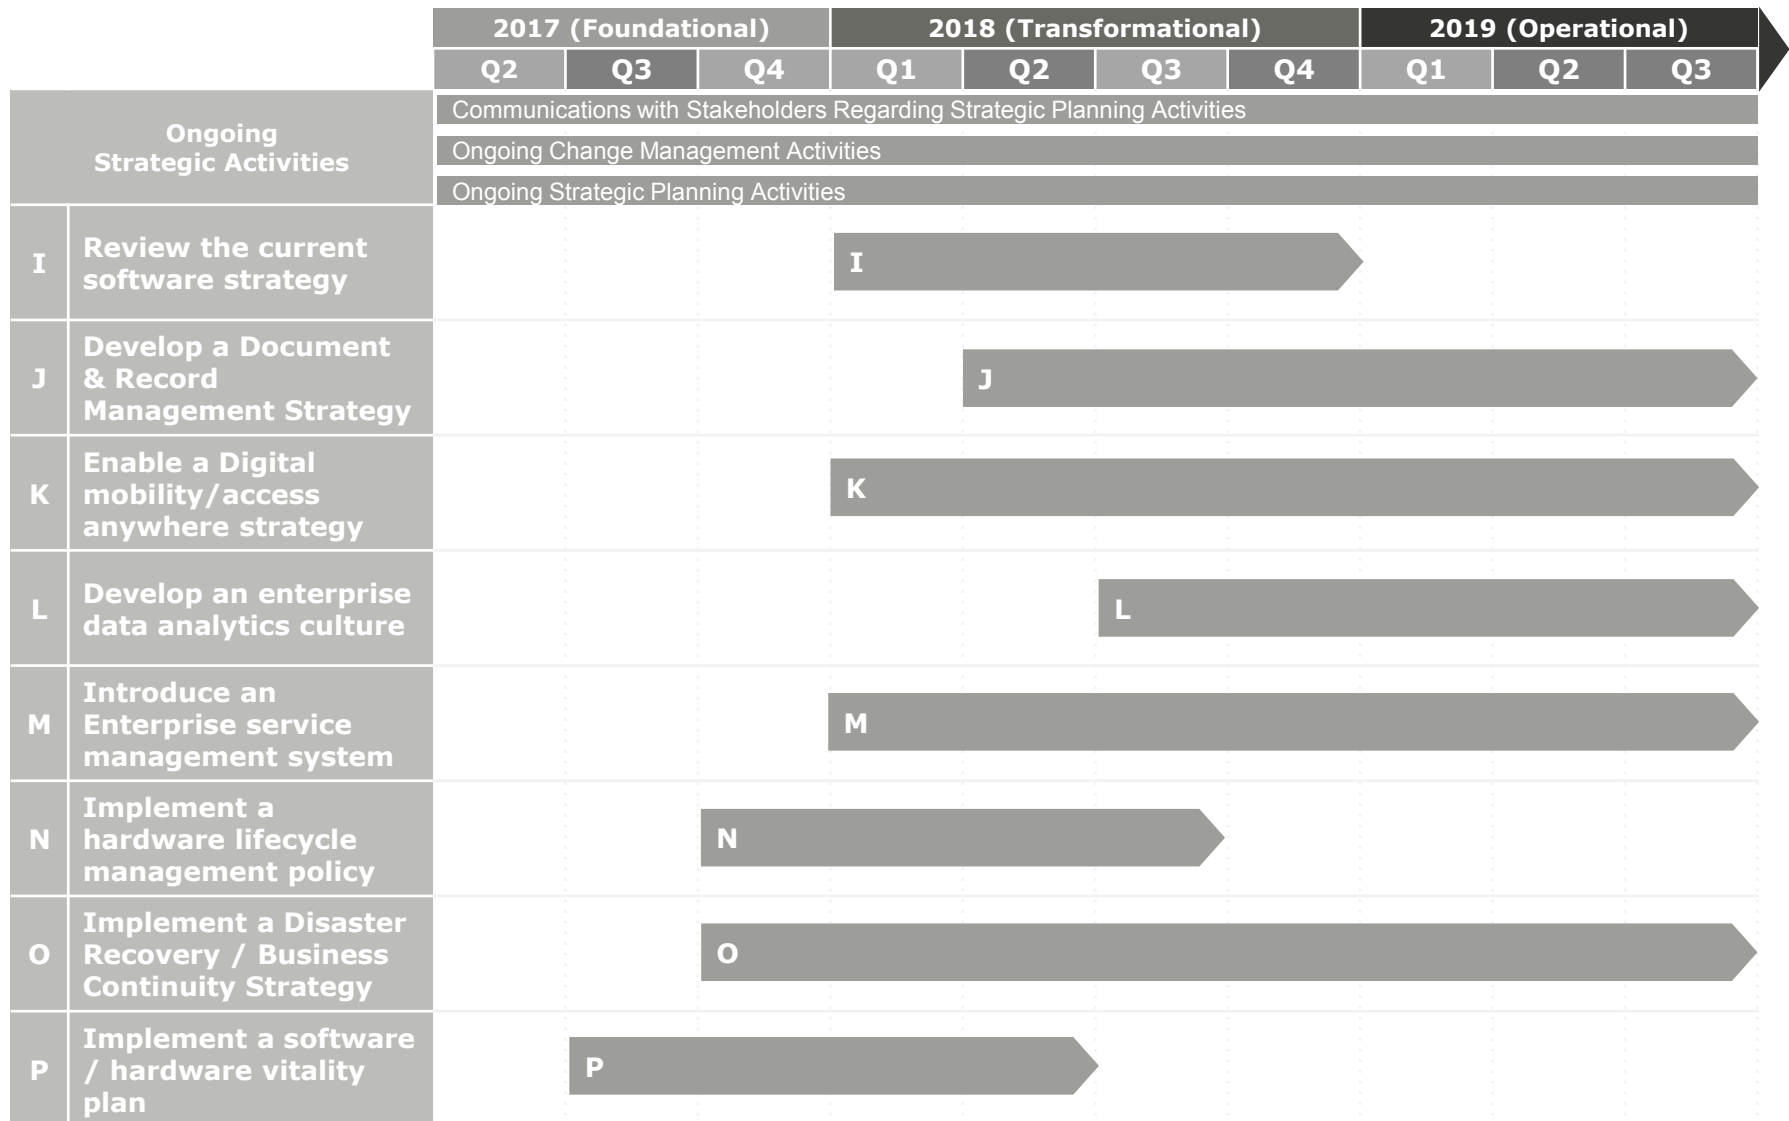 2017 (Foundational) 2018 (Transformational) 2019 (Operational)
Q2 Q3 Q4 Q1 Q2 Q3 Q4 Q1 Q2 Q3
Ongoing
Strategic Activities
Communications with Stakeholders Regarding Strategic Planning Activities
Ongoing Change Management Activities
Ongoing Strategic Planning Activities
I
Review the current
software strategy
I
J
Develop a Document
& Record
Management Strategy
J
K
Enable a Digital
mobility/access
anywhere strategy
K
L
Develop an enterprise
data analytics culture
L
M
Introduce an
Enterprise service
management system
M
N
Implement a
hardware lifecycle
management policy
N
O
Implement a Disaster
Recovery / Business
Continuity Strategy
O
P
Implement a software
/ hardware vitality
plan
P